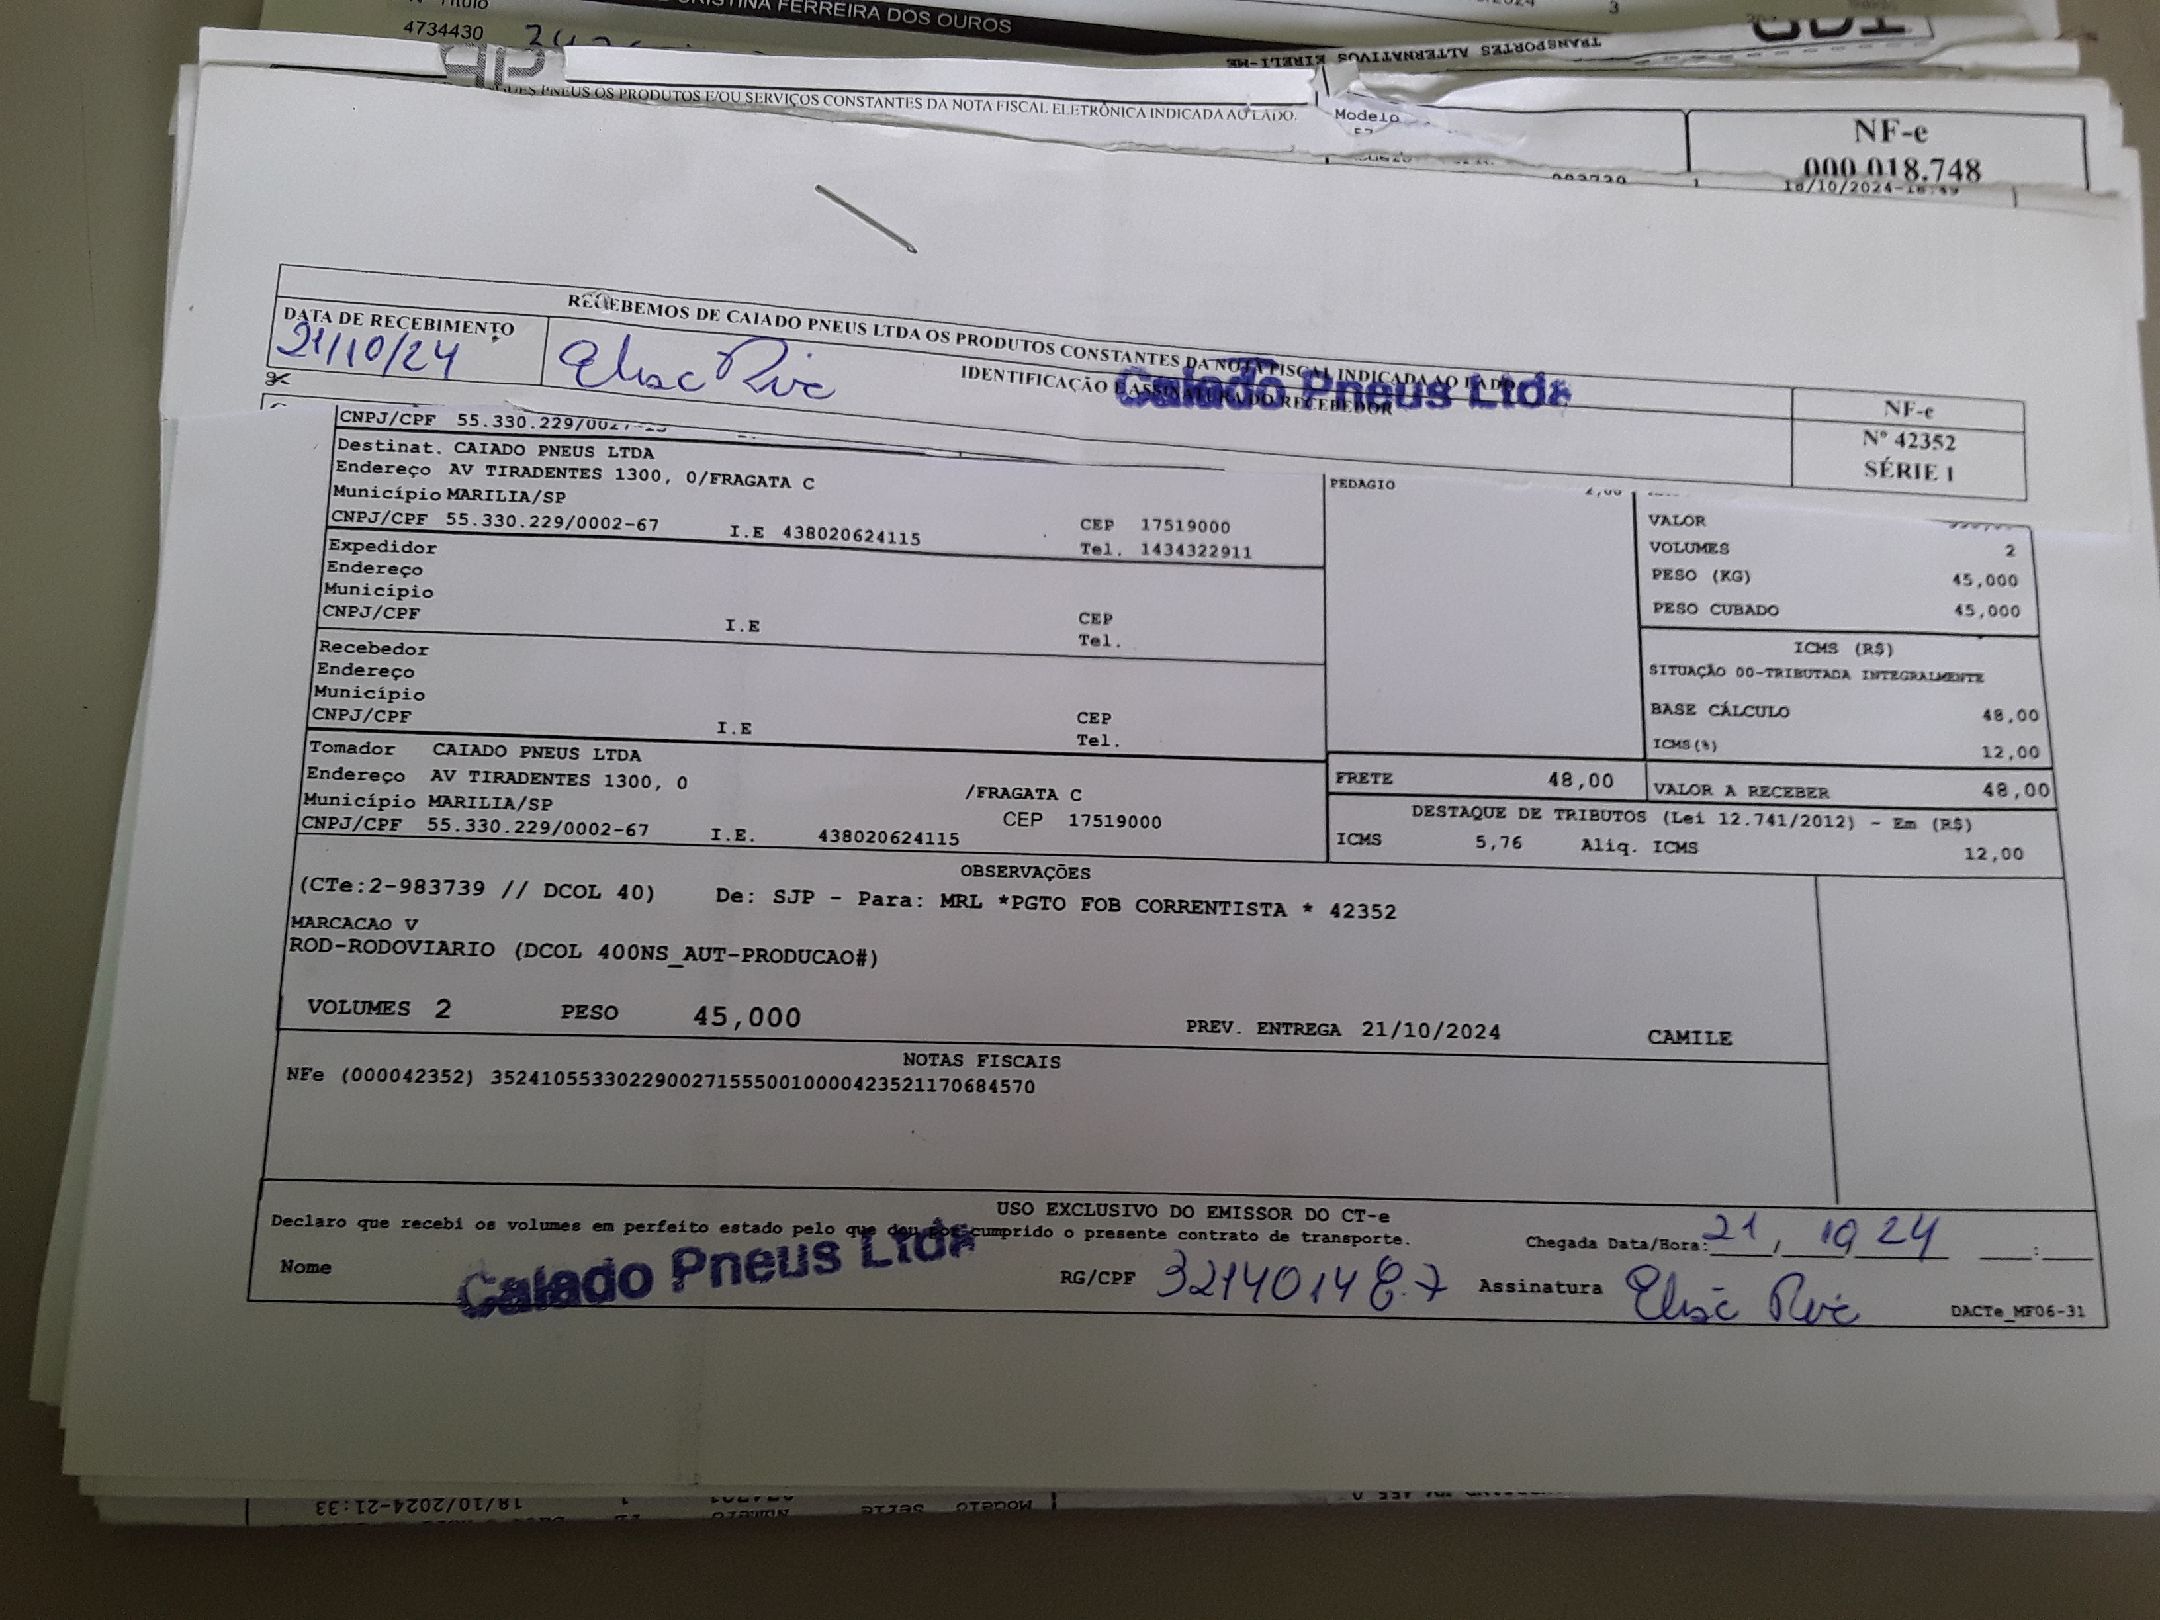 Nº Título
4734430
FERREIRA DOS OUROS
3
TRANSPORTES ALTERNATIVOS EIRELI-ME
PNEUS OS PRODUTOS E/OU SERVIÇOS CONSTANTES DA NOTA FISCAL ELETRÔNICA INDICADA AO LADO.
Modelo
57
NF-e
000.018.748
RECEBEMOS DE CAIADO PNEUS LTDA OS PRODUTOS CONSTANTES DA NOTA FISCAL INDICADA AO LADO
DATA DE RECEBIMENTO
21/10/24
IDENTIFICAÇÃO E ASSINATURA DO RECEBEDOR
Caiado Pneus Ltda
NF-e
Nº 42352
SÉRIE 1
CNPJ/CPF 55.330.229/0027-15
Destinat. CAIADO PNEUS LTDA
Endereço AV TIRADENTES 1300, 0/FRAGATA C
Município MARILIA/SP
CNPJ/CPF 55.330.229/0002-67 I.E 438020624115
CEP 17519000
Tel. 1434322911
Expedidor
Endereço
Município
CNPJ/CPF I.E
CEP
Tel.
Recebedor
Endereço
Município
CNPJ/CPF I.E
CEP
Tel.
Tomador CAIADO PNEUS LTDA
Endereço AV TIRADENTES 1300, 0 /FRAGATA C
Município MARILIA/SP CEP 17519000
CNPJ/CPF 55.330.229/0002-67 I.E. 438020624115
PEDAGIO
VALOR
VOLUMES 2
PESO (KG) 45,000
PESO CUBADO 45,000
ICMS (R$)
SITUAÇÃO 00-TRIBUTADA INTEGRALMENTE
BASE CÁLCULO 48,00
ICMS(%) 12,00
FRETE 48,00 VALOR A RECEBER 48,00
DESTAQUE DE TRIBUTOS (Lei 12.741/2012) - Em (R$)
ICMS 5,76 Aliq. ICMS 12,00
OBSERVAÇÕES
(CTe:2-983739 // DCOL 40) De: SJP - Para: MRL *PGTO FOB CORRENTISTA * 42352
MARCACAO V
ROD-RODOVIARIO (DCOL 400NS_AUT-PRODUCAO#)
VOLUMES 2 PESO 45,000 PREV. ENTREGA 21/10/2024 CAMILE
NOTAS FISCAIS
NFe (000042352) 35241055330229002715550010000423521170684570
USO EXCLUSIVO DO EMISSOR DO CT-e
Declaro que recebi os volumes em perfeito estado pelo que dou por cumprido o presente contrato de transporte.
Chegada Data/Hora: 21, 10 24 :
Nome Caiado Pneus Ltda RG/CPF Assinatura
DACTe_MF06-31
18/10/2024-21:33
Modelo Série Número